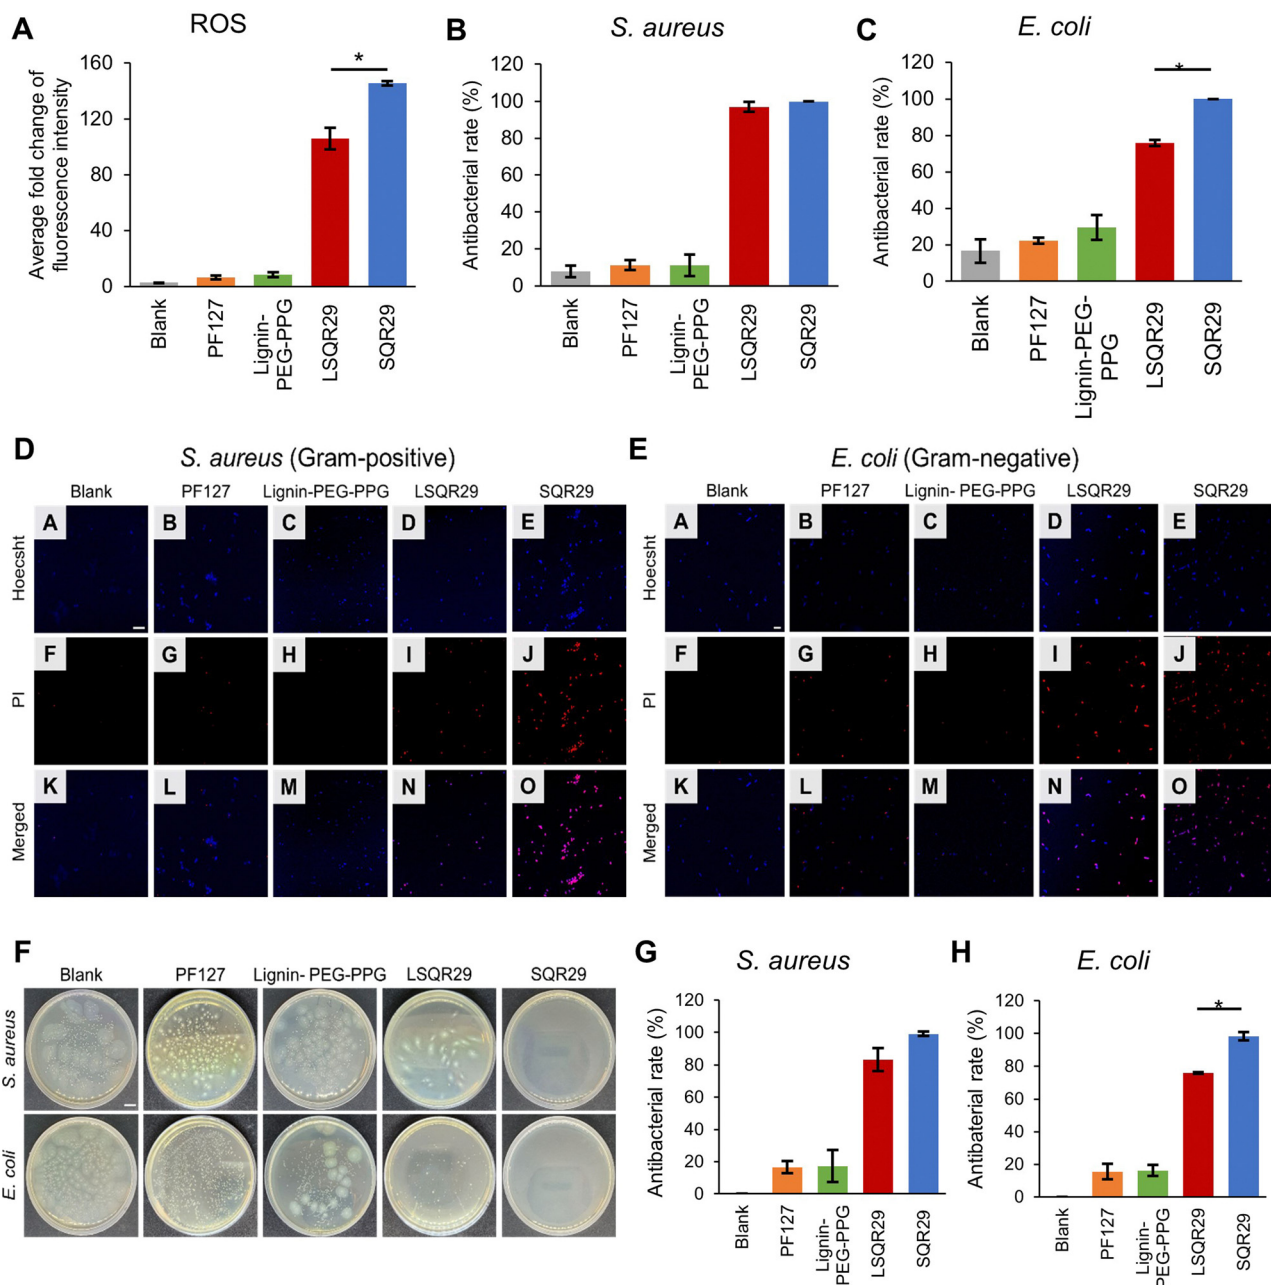 A
ROS
Average fold change of
fluorescence intensity
160
120
80
40
0
*
Blank
PF127
Lignin-
PEG-PPG
LSQR29
SQR29
B
S. aureus
Antibacterial rate (%)
120
100
80
60
40
20
0
Blank
PF127
Lignin-
PEG-PPG
LSQR29
SQR29
C
E. coli
Antibacterial rate (%)
120
100
80
60
40
20
0
*
Blank
PF127
Lignin-PEG-
PPG
LSQR29
SQR29
D
S. aureus (Gram-positive)
Blank PF127 Lignin-PEG-PPG LSQR29 SQR29
Hoecsht
A B C D E
PI
F G H I J
Merged
K L M N O
E
E. coli (Gram-negative)
Blank PF127 Lignin- PEG-PPG LSQR29 SQR29
Hoecsht
A B C D E
PI
F G H I J
Merged
K L M N O
F
Blank PF127 Lignin- PEG-PPG LSQR29 SQR29
S. aureus
E. coli
G
S. aureus
Antibacterial rate (%)
120
100
80
60
40
20
0
Blank
PF127
Lignin-
PEG-PPG
LSQR29
SQR29
H
E. coli
Antibaterial rate (%)
120
100
80
60
40
20
0
*
Blank
PF127
Lignin-
PEG-PPG
LSQR29
SQR29